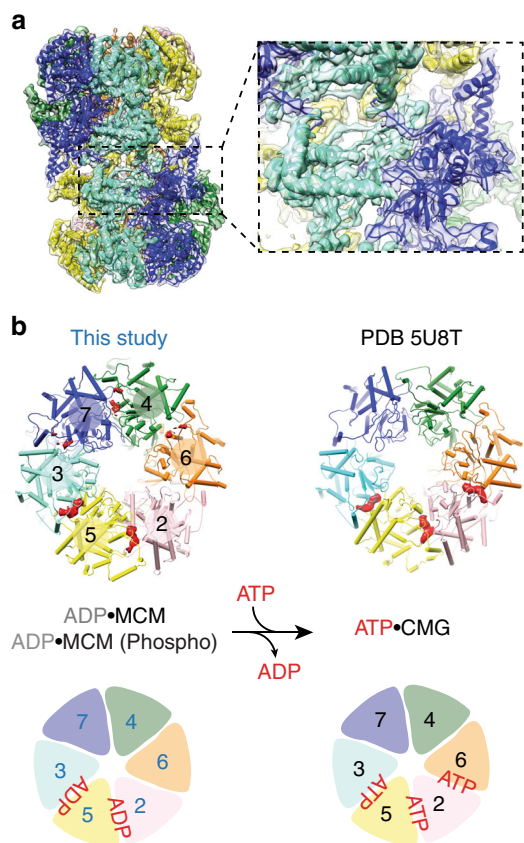 a
b
This study
PDB 5U8T
7
4
3
6
5
2
ADP•MCM
ADP•MCM (Phospho)
ATP
ADP
ATP•CMG
7
4
3
6
ADP
5
ADP
2
7
4
3
6
ATP
ATP
5
ATP
2